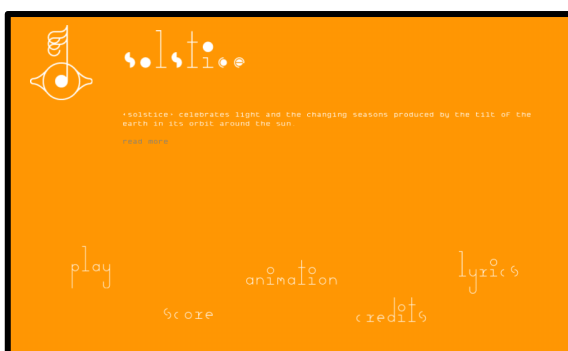 solstice
•solstice• celebrates light and the changing seasons produced by the tilt of the
earth in its orbit around the sun
read more
play
animation
lyrics
score
credits